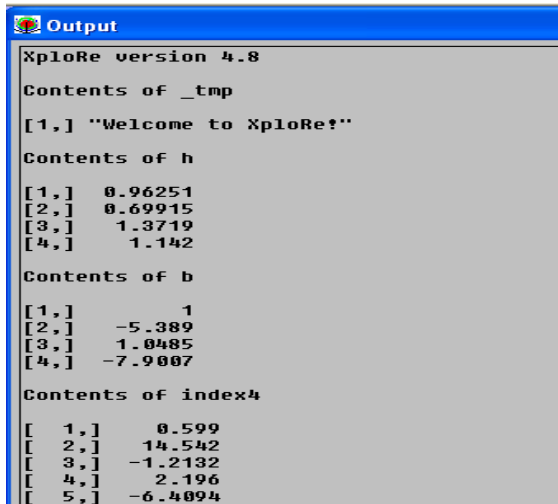 Output
XploRe version 4.8
Contents of _tmp
[1,] "Welcome to XploRe!"
Contents of h
[1,] 0.96251
[2,] 0.69915
[3,] 1.3719
[4,] 1.142
Contents of b
[1,] 1
[2,] -5.389
[3,] 1.0485
[4,] -7.9007
Contents of index4
[ 1,] 0.599
[ 2,] 14.542
[ 3,] -1.2132
[ 4,] 2.196
[ 5,] -6.4094